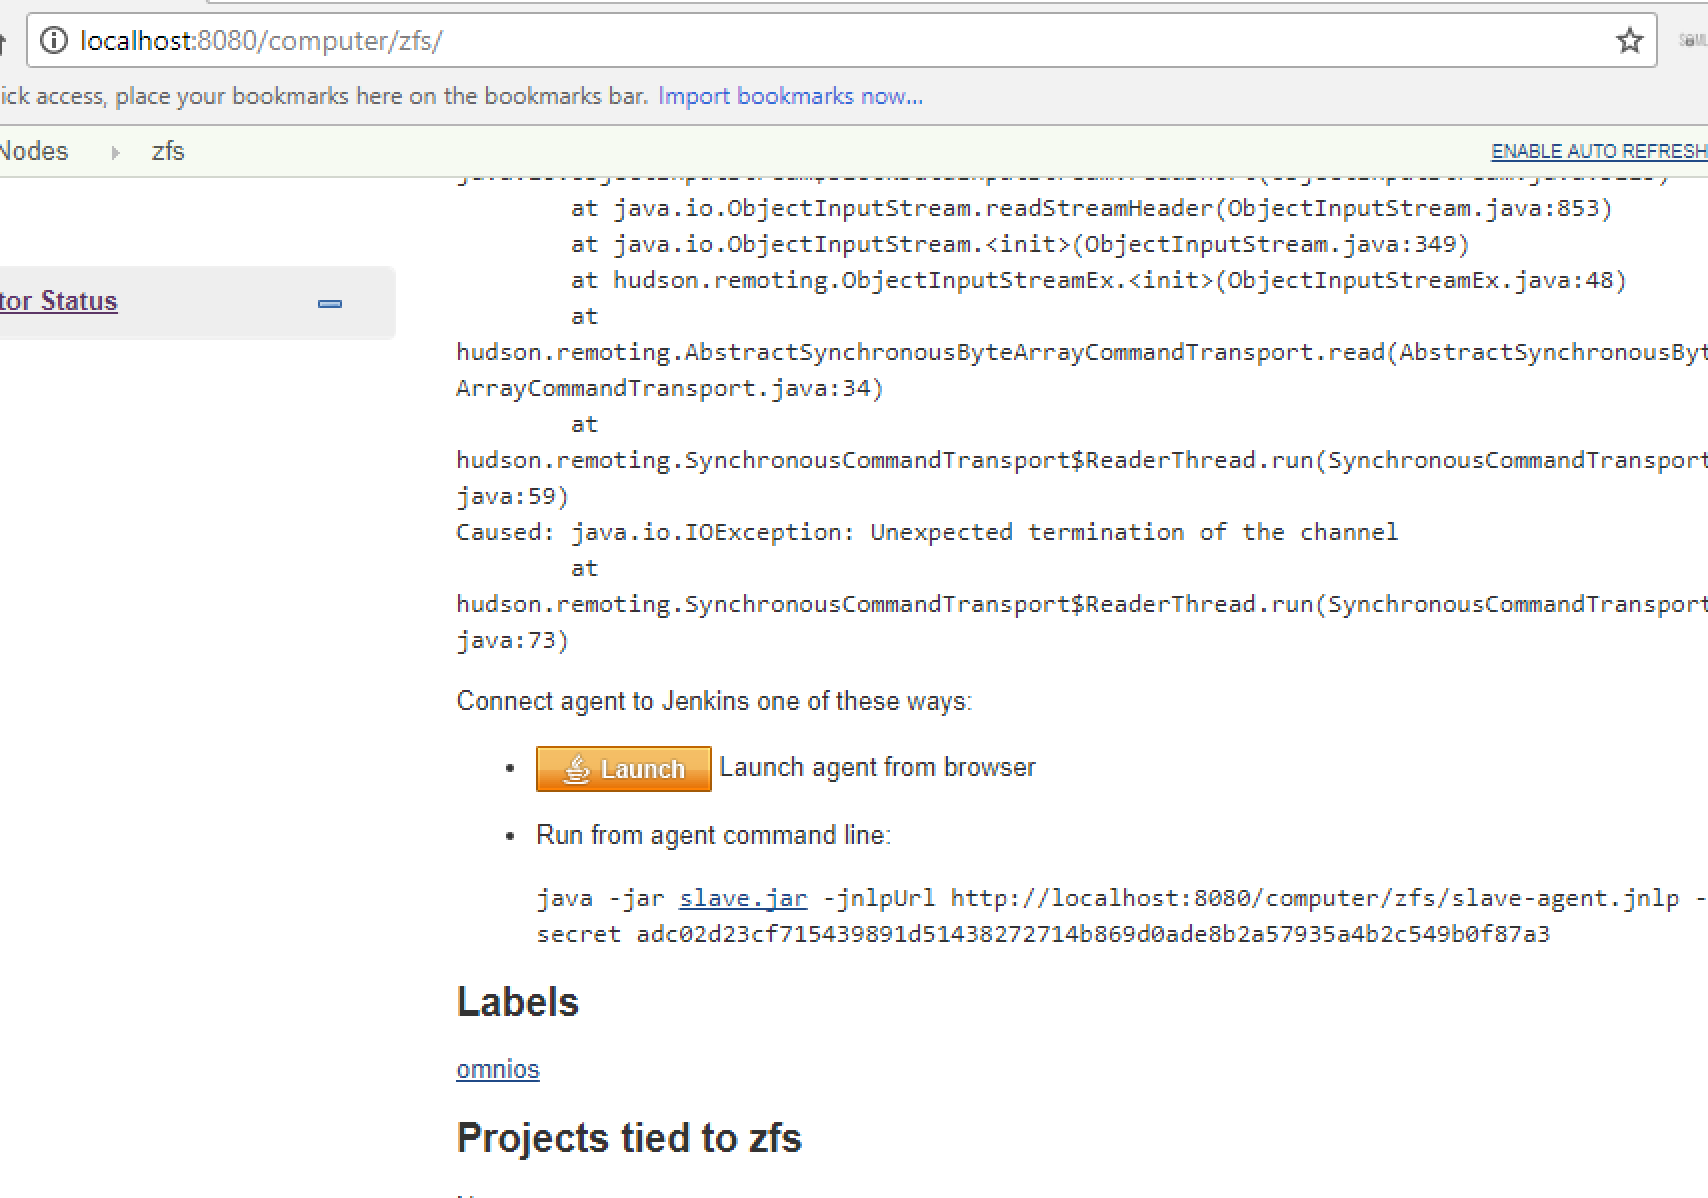 localhost:8080/computer/zfs/
ick access, place your bookmarks here on the bookmarks bar. Import bookmarks now...
Nodes zfs ENABLE AUTO REFRESH
at java.io.ObjectInputStream.readStreamHeader(ObjectInputStream.java:853)
at java.io.ObjectInputStream.<init>(ObjectInputStream.java:349)
at hudson.remoting.ObjectInputStreamEx.<init>(ObjectInputStreamEx.java:48)
tor Status
at
hudson.remoting.AbstractSynchronousByteArrayCommandTransport.read(AbstractSynchronousByt
ArrayCommandTransport.java:34)
at
hudson.remoting.SynchronousCommandTransport$ReaderThread.run(SynchronousCommandTransport
java:59)
Caused: java.io.IOException: Unexpected termination of the channel
at
hudson.remoting.SynchronousCommandTransport$ReaderThread.run(SynchronousCommandTransport
java:73)
Connect agent to Jenkins one of these ways:
• Launch Launch agent from browser
• Run from agent command line:
java -jar slave.jar -jnlpUrl http://localhost:8080/computer/zfs/slave-agent.jnlp -
secret adc02d23cf715439891d51438272714b869d0ade8b2a57935a4b2c549b0f87a3
Labels
omnios
Projects tied to zfs